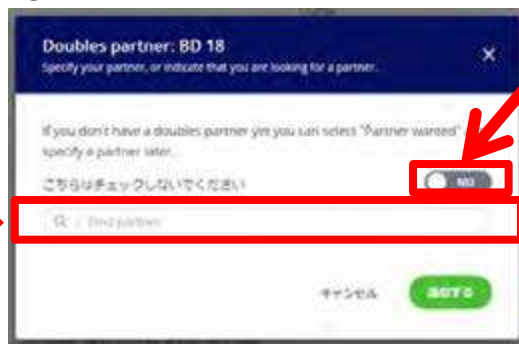 Doubles partner: BD 18
Specify your partner, or indicate that you are looking for a partner.
If you don't have a doubles partner yet you can select "Partner wanted"
specify a partner later.
こちらはチェックしないでください
NO
Find partner
キャンセル